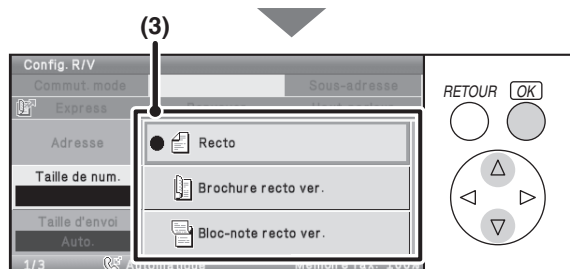 (3)
Config. R/V
Commut. mode
Sous-adresse
Express
Adresse
Recto
Taille de num.
Brochure recto ver.
Taille d'envoi
Auto.
Bloc-note recto ver.
1/3
RETOUR OK